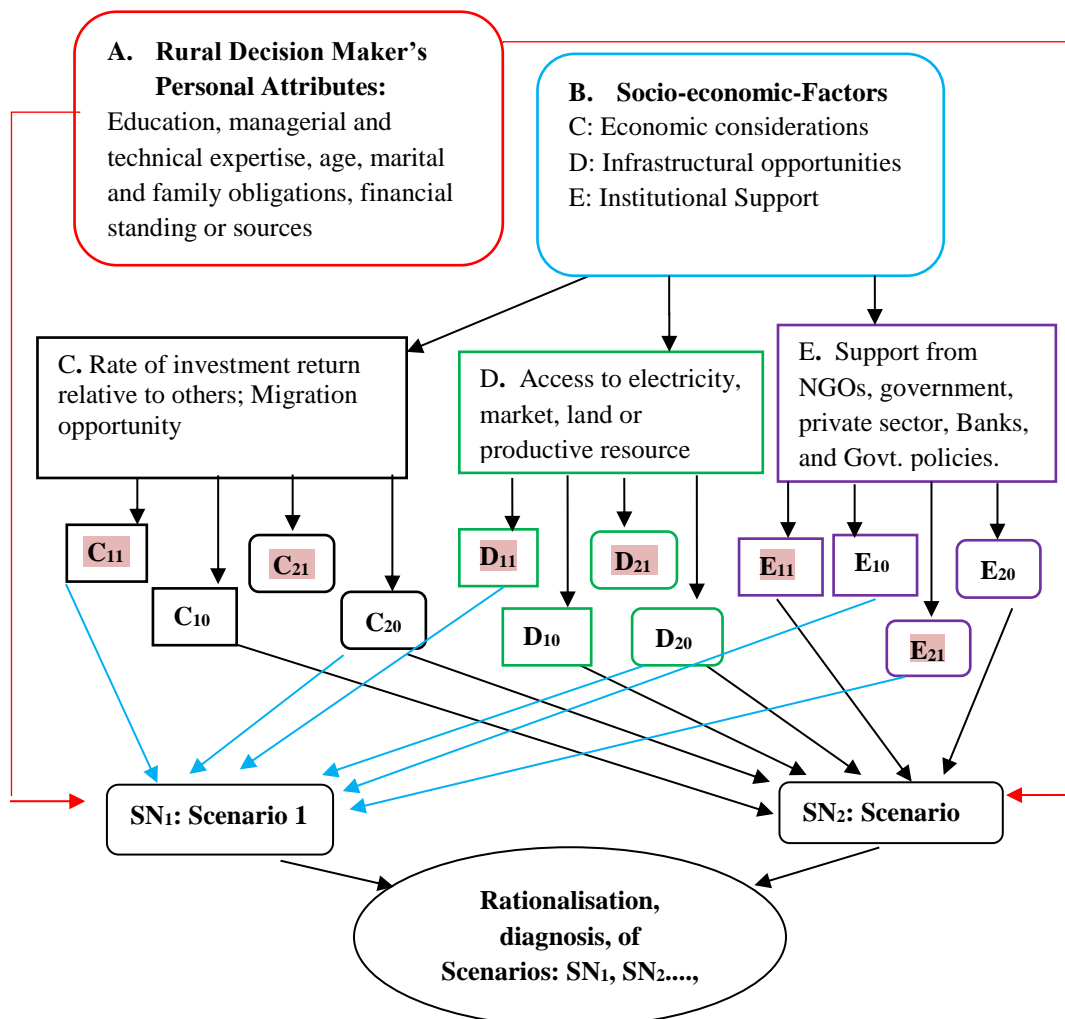 A. Rural Decision Maker’s
Personal Attributes:
Education, managerial and
technical expertise, age, marital
and family obligations, financial
standing or sources
B. Socio-economic-Factors
C: Economic considerations
D: Infrastructural opportunities
E: Institutional Support
C. Rate of investment return
relative to others; Migration
opportunity
D. Access to electricity,
market, land or
productive resource
E. Support from
NGOs, government,
private sector, Banks,
and Govt. policies.
C11
C10
C21
C20
D11
D10
D21
D20
E11
E10
E21
E20
SN1: Scenario 1
SN2: Scenario
Rationalisation,
diagnosis, of
Scenarios: SN1, SN2....,